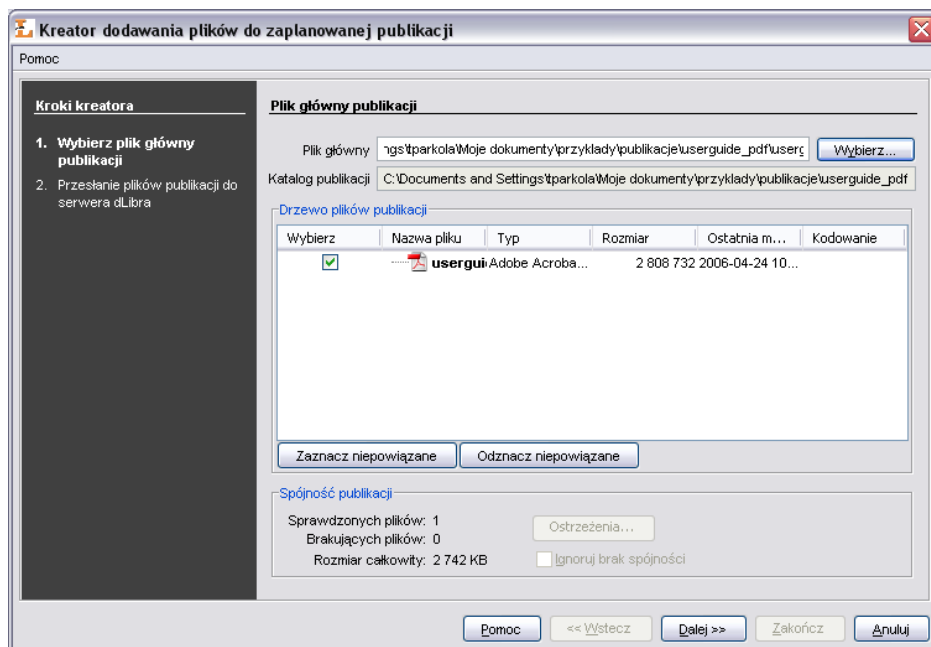 Kreator dodawania plików do zaplanowanej publikacji
Pomoc
Kroki kreatora
1. Wybierz plik główny
publikacji
2. Przesłanie plików publikacji do
serwera dLibra
Plik główny publikacji
Plik główny ngs\tparkola\Moje dokumenty\przyklady\publikacje\userguide_pdf\userg Wybierz...
Katalog publikacji C:\Documents and Settings\tparkola\Moje dokumenty\przyklady\publikacje\userguide_pdf
Drzewo plików publikacji
Wybierz Nazwa pliku Typ Rozmiar Ostatnia m... Kodowanie
usergui Adobe Acroba... 2 808 732 2006-04-24 10...
Zaznacz niepowiązane Odznacz niepowiązane
Spójność publikacji
Sprawdzonych plików: 1 Ostrzeżenia...
Brakujących plików: 0
Rozmiar całkowity: 2 742 KB Ignoruj brak spójności
Pomoc << Wstecz Dalej >> Zakończ Anuluj